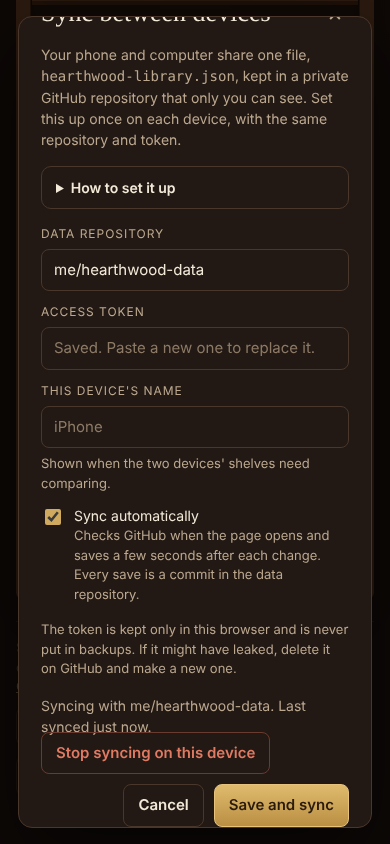 Sync between devices
Your phone and computer share one file,
hearthwood-library.json, kept in a private
GitHub repository that only you can see. Set
this up once on each device, with the same
repository and token.
How to set it up
DATA REPOSITORY
me/hearthwood-data
ACCESS TOKEN
Saved. Paste a new one to replace it.
THIS DEVICE'S NAME
iPhone
Shown when the two devices' shelves need
comparing.
Sync automatically
Checks GitHub when the page opens and
saves a few seconds after each change.
Every save is a commit in the data
repository.
The token is kept only in this browser and is never
put in backups. If it might have leaked, delete it
on GitHub and make a new one.
Syncing with me/hearthwood-data. Last
synced just now.
Stop syncing on this device
Cancel
Save and sync